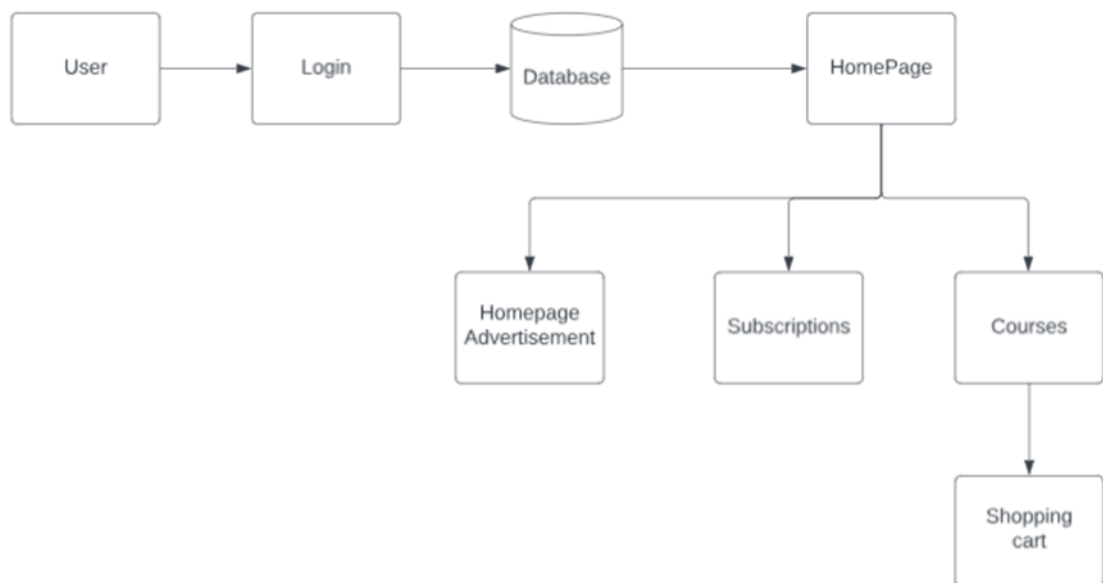 User
Login
Database
HomePage
Homepage
Advertisement
Subscriptions
Courses
Shopping
cart